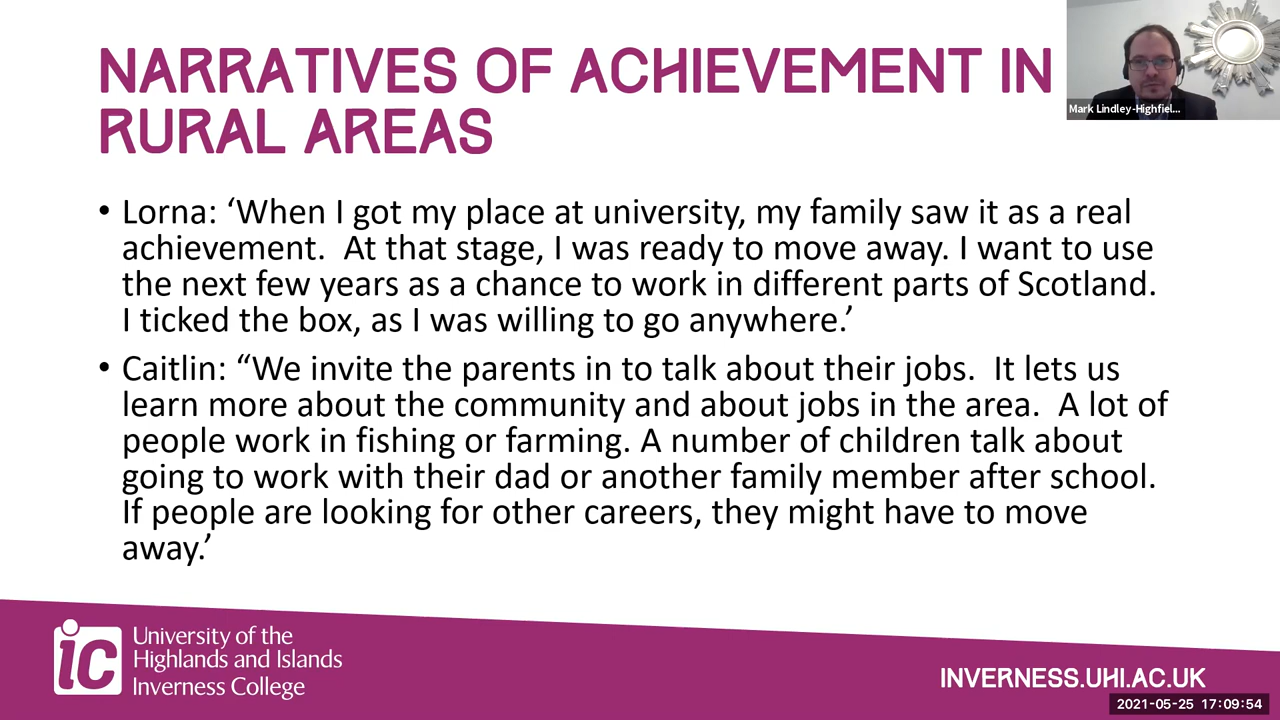 NARRATIVES OF ACHIEVEMENT IN
RURAL AREAS
Mark Lindley-Highfiel...
• Lorna: ‘When I got my place at university, my family saw it as a real
achievement.  At that stage, I was ready to move away. I want to use
the next few years as a chance to work in different parts of Scotland.
I ticked the box, as I was willing to go anywhere.’
• Caitlin: “We invite the parents in to talk about their jobs.  It lets us
learn more about the community and about jobs in the area.  A lot of
people work in fishing or farming. A number of children talk about
going to work with their dad or another family member after school.
If people are looking for other careers, they might have to move
away.’
ic
University of the
Highlands and Islands
Inverness College
INVERNESS.UHI.AC.UK
2021-05-25 17:09:54